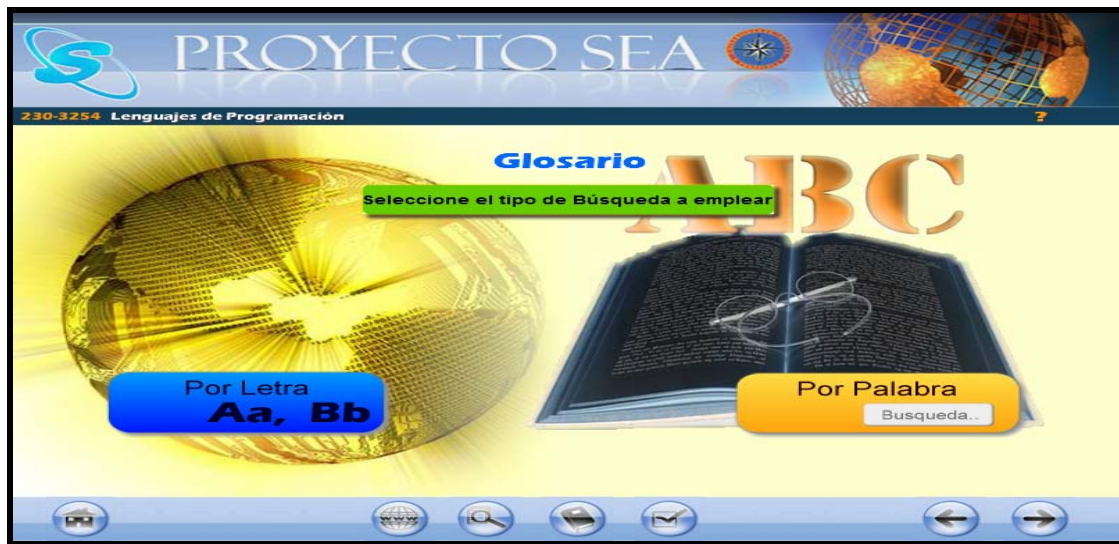 S
PROYECTO SEA
230-3254 Lenguajes de Programación
?
Glosario
ABC
Seleccione el tipo de Búsqueda a emplear
Por Letra
Aa, Bb
Por Palabra
Busqueda..
www